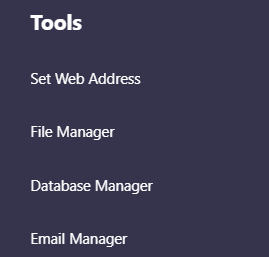 Tools
Set Web Address
File Manager
Database Manager
Email Manager